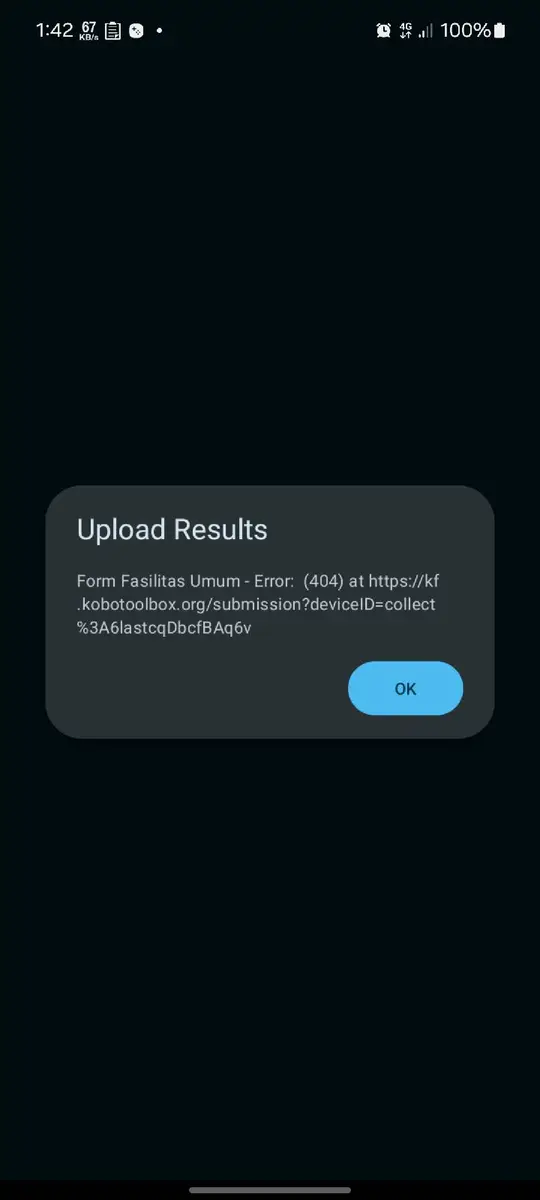 1:42 67 KB/s 4G 100%
Upload Results
Form Fasilitas Umum - Error:  (404) at https://kf
.kobotoolbox.org/submission?deviceID=collect
%3A6lastcqDbcfBAq6v
OK